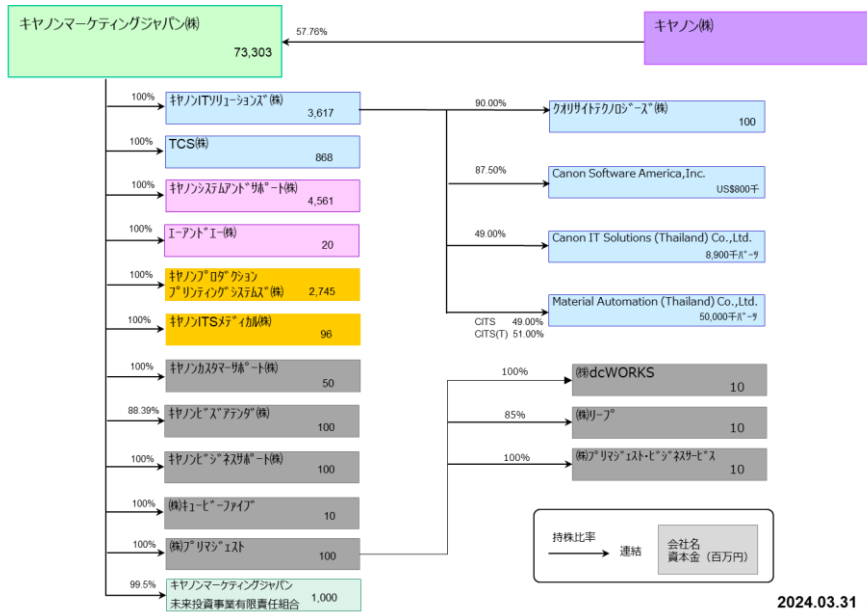 キヤノンマーケティングジャパン㈱
73,303
57.76%
キヤノン㈱
100%
キヤノンITソリューションズ㈱
3,617
100%
TCS㈱
868
100%
キヤノンシステムアンドサポート㈱
4,561
100%
エーアンドエー㈱
20
100%
キヤノンプロダクション
プリンティングシステムズ㈱ 2,745
100%
キヤノンITSメディカル㈱
96
100%
キヤノンカスタマーサポート㈱
50
88.39%
キヤノンビズアテンダ㈱
100
100%
キヤノンビジネスサポート㈱
100
100%
㈱キュービーファイブ
10
100%
㈱プリマジェスト
100
99.5%
キヤノンマーケティングジャパン
未来投資事業有限責任組合 1,000
90.00%
クオリサイトテクノロジーズ㈱
100
87.50%
Canon Software America,Inc.
US$800千
49.00%
Canon IT Solutions (Thailand) Co.,Ltd.
8,900千バーツ
Material Automation (Thailand) Co.,Ltd.
50,000千バーツ
CITS 49.00%
CITS(T) 51.00%
100%
㈱dcWORKS
10
85%
㈱リープ
10
100%
㈱プリマジェスト・ビジネスサービス
10
持株比率
連結
会社名
資本金（百万円）
2024.03.31